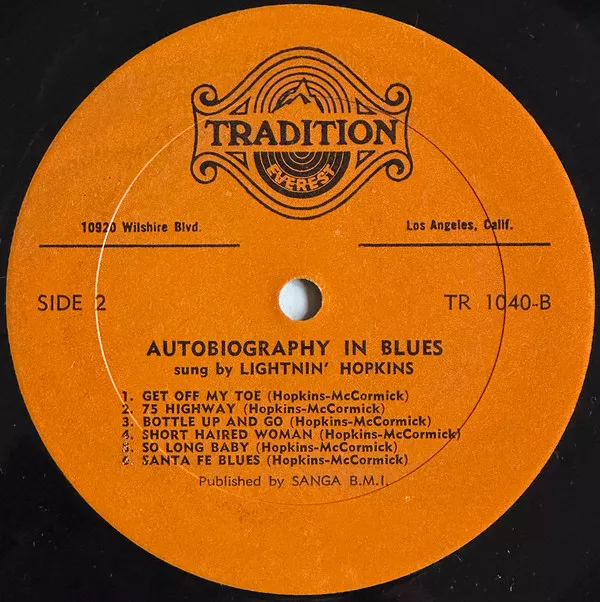 TRADITION
EVEREST
10920 Wilshire Blvd.
Los Angeles, Calif.
SIDE 2
TR 1040-B
AUTOBIOGRAPHY IN BLUES
sung by LIGHTNIN' HOPKINS
1. GET OFF MY TOE (Hopkins-McCormick)
2. 75 HIGHWAY (Hopkins-McCormick)
3. BOTTLE UP AND GO (Hopkins-McCormick)
4. SHORT HAIRED WOMAN (Hopkins-McCormick)
5. SO LONG BABY (Hopkins-McCormick)
6. SANTA FE BLUES (Hopkins-McCormick)
Published by SANGA B.M.I.